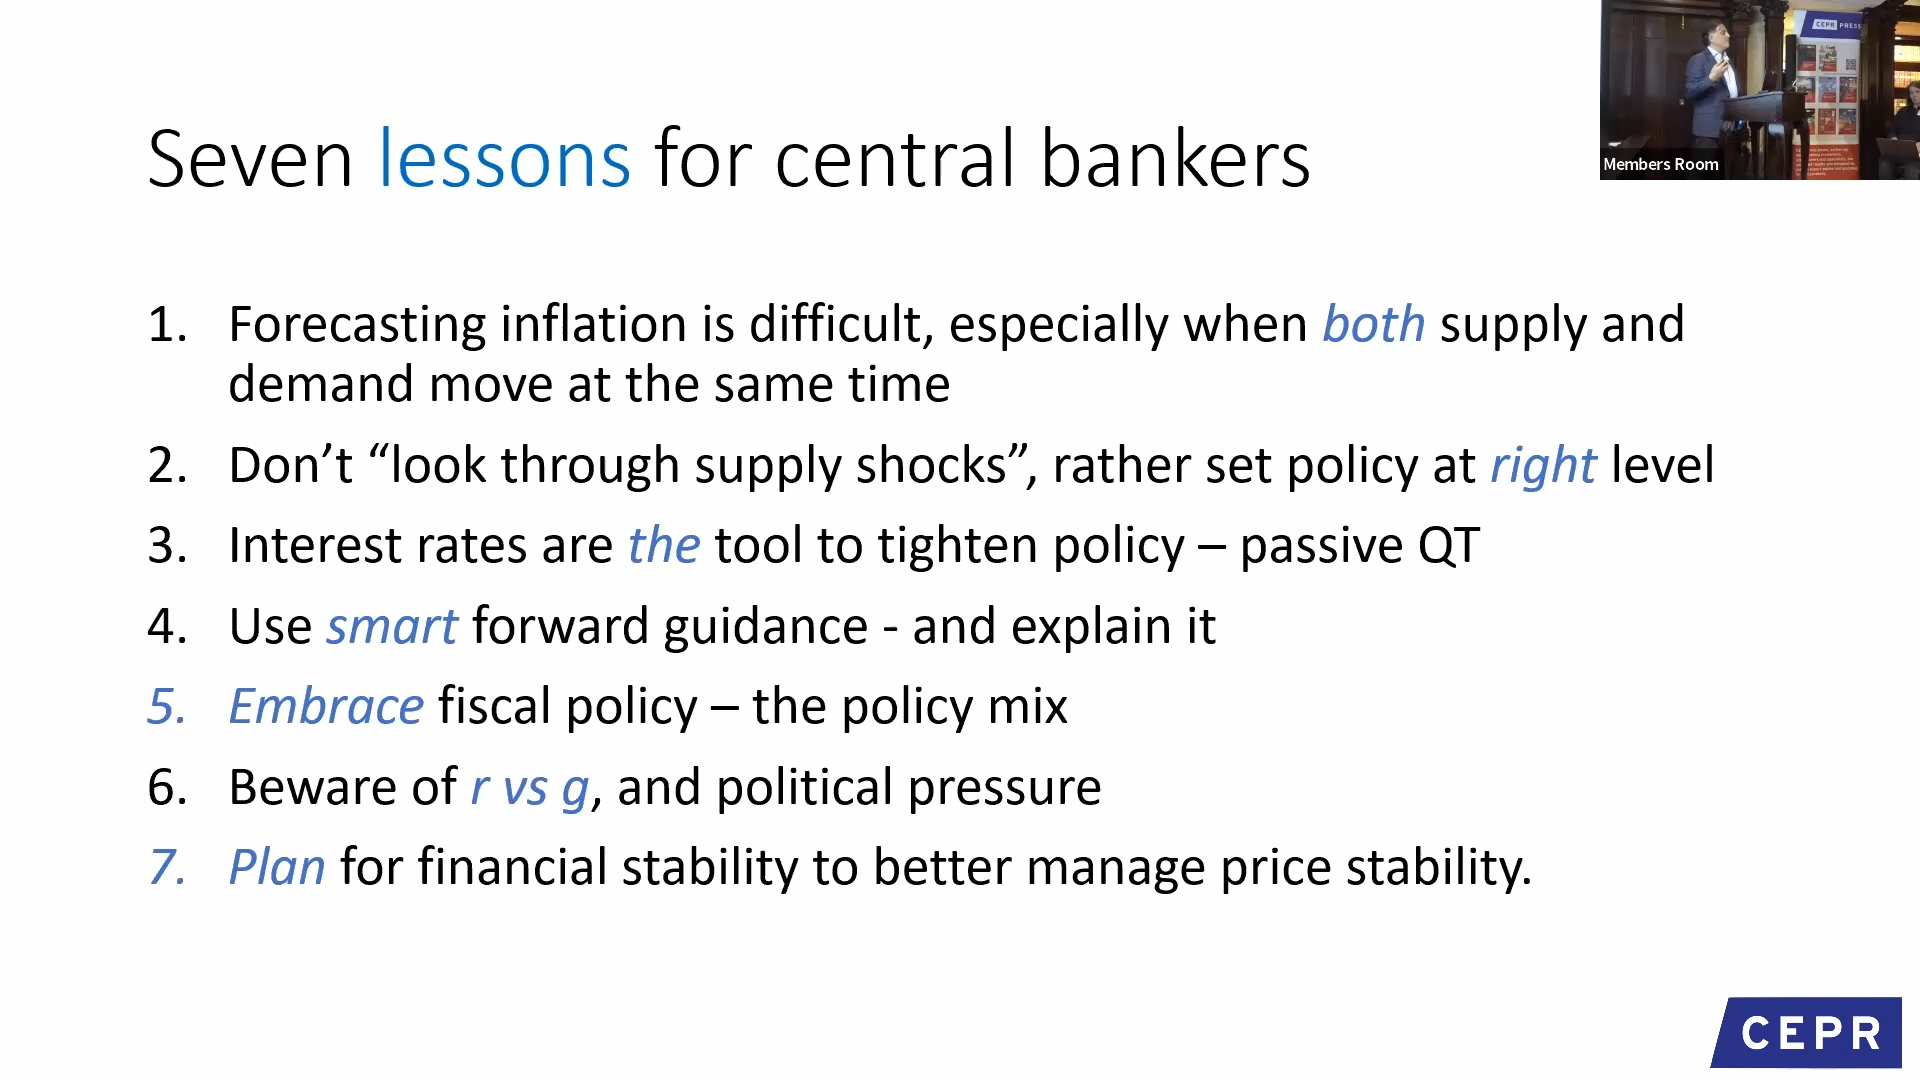 Seven lessons for central bankers
1. Forecasting inflation is difficult, especially when both supply and
demand move at the same time
2. Don’t “look through supply shocks”, rather set policy at right level
3. Interest rates are the tool to tighten policy – passive QT
4. Use smart forward guidance - and explain it
5. Embrace fiscal policy – the policy mix
6. Beware of r vs g, and political pressure
7. Plan for financial stability to better manage price stability.
CEPR PRESS
Members Room
CEPR